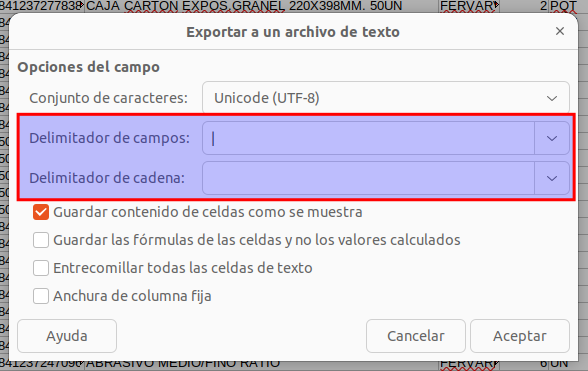 841237277838 CAJA CARTON EXPOS.GRANEL 220X398MM. 50UN FERVAR 2 POT
Exportar a un archivo de texto
Opciones del campo
Conjunto de caracteres: Unicode (UTF-8)
Delimitador de campos: |
Delimitador de cadena:
Guardar contenido de celdas como se muestra
Guardar las fórmulas de las celdas y no los valores calculados
Entrecomillar todas las celdas de texto
Anchura de columna fija
Ayuda Cancelar Aceptar
841237247096 ABRASIVO MEDIO/FINO RATIO FERVAR 6 UN